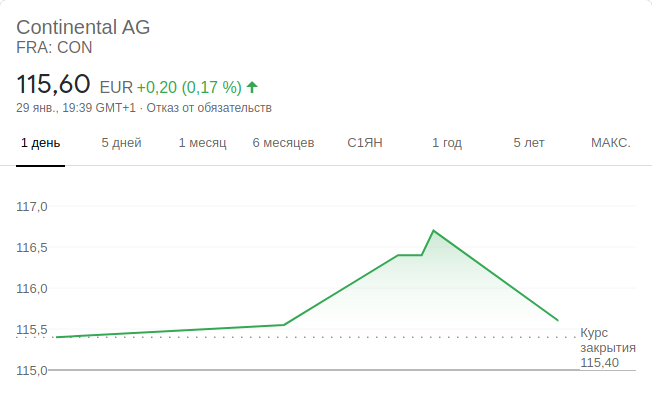 Continental AG
FRA: CON
115,60 EUR +0,20 (0,17 %)
29 янв., 19:39 GMT+1 · Отказ от обязательств
1 день 5 дней 1 месяц 6 месяцев С1ЯН 1 год 5 лет МАКС.
117,0
116,5
116,0
115,5
Курс
закрытия
115,40
115,0